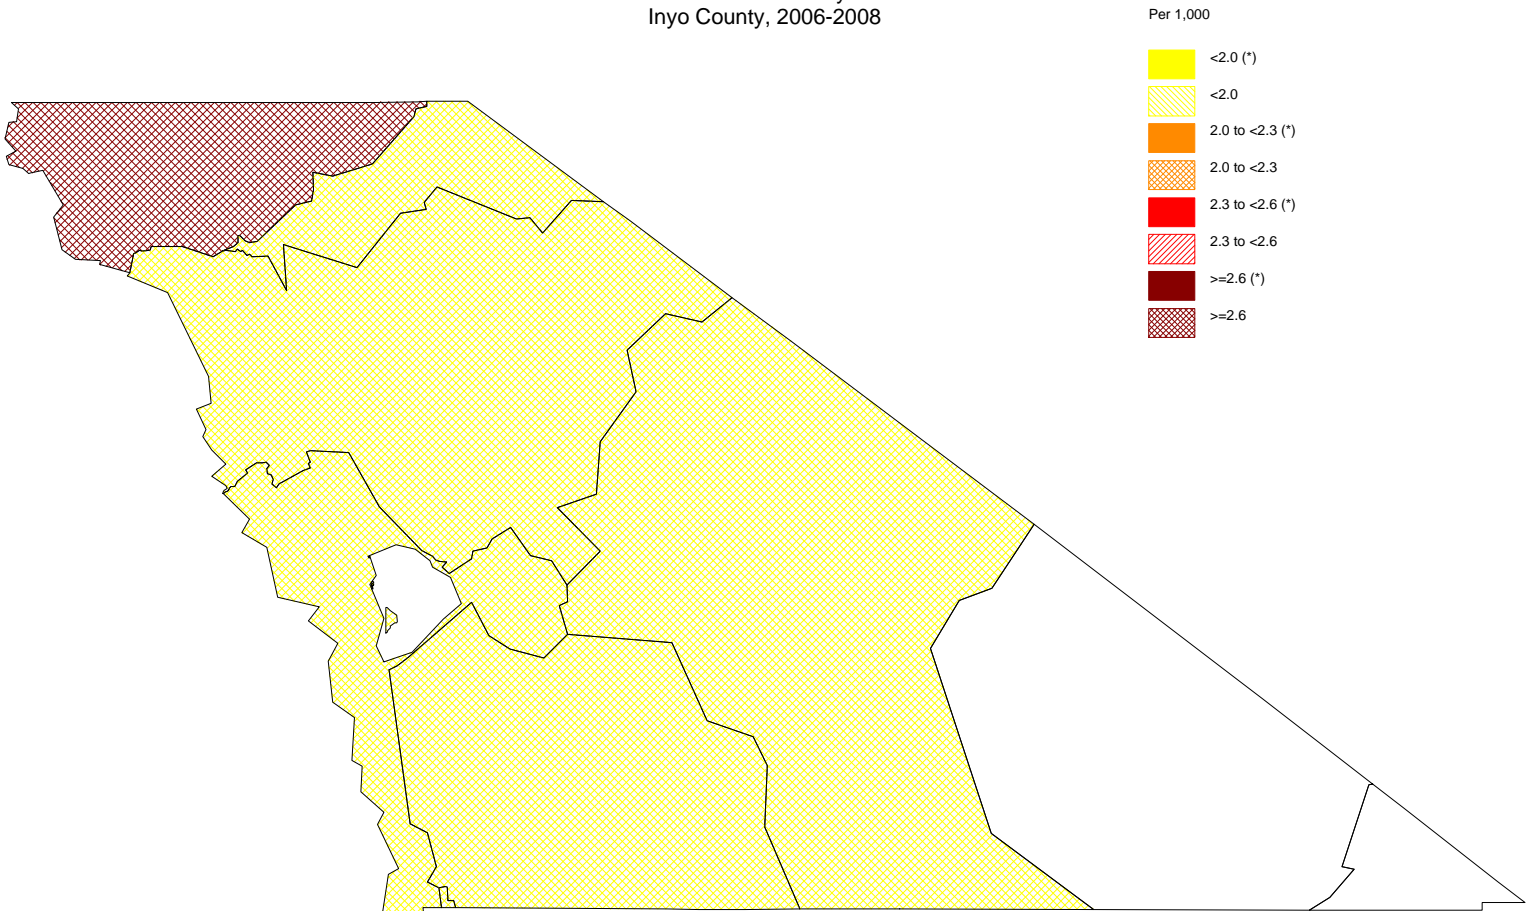 Inyo County, 2006-2008
Per 1,000
<2.0 (*)
<2.0
2.0 to <2.3 (*)
2.0 to <2.3
2.3 to <2.6 (*)
2.3 to <2.6
>=2.6 (*)
>=2.6